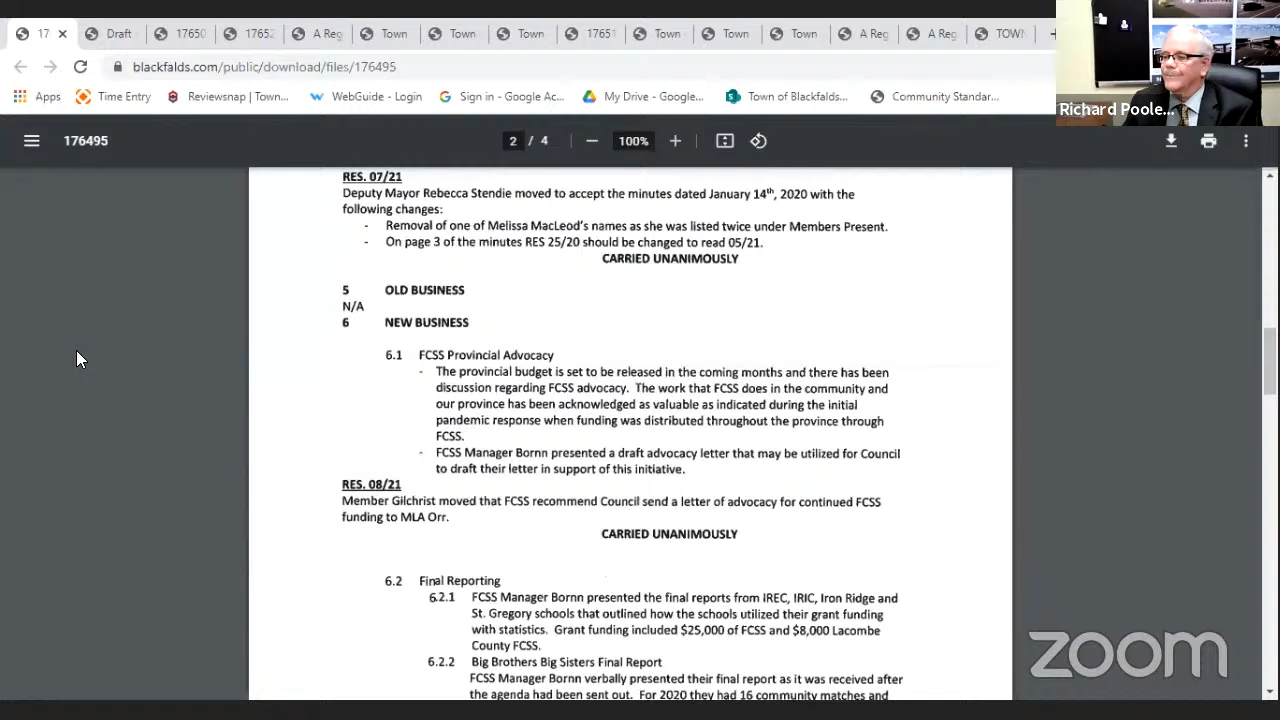 17
Draft
17650
17652
A Reg
Town
Town
Town
17651
Town
Town
Town
A Reg
A Reg
TOWN
blackfalds.com/public/download/files/176495
Apps
Time Entry
Reviewsnap | Town...
WebGuide - Login
Sign in - Google Ac...
My Drive - Google...
Town of Blackfalds...
Community Standar...
Richard Poole...
176495
2 / 4
100%
RES. 07/21
Deputy Mayor Rebecca Stendie moved to accept the minutes dated January 14th, 2020 with the
following changes:
- Removal of one of Melissa MacLeod's names as she was listed twice under Members Present.
- On page 3 of the minutes RES 25/20 should be changed to read 05/21.
CARRIED UNANIMOUSLY
5 OLD BUSINESS
N/A
6 NEW BUSINESS
6.1 FCSS Provincial Advocacy
- The provincial budget is set to be released in the coming months and there has been
discussion regarding FCSS advocacy. The work that FCSS does in the community and
our province has been acknowledged as valuable as indicated during the initial
pandemic response when funding was distributed throughout the province through
FCSS.
- FCSS Manager Bornn presented a draft advocacy letter that may be utilized for Council
to draft their letter in support of this initiative.
RES. 08/21
Member Gilchrist moved that FCSS recommend Council send a letter of advocacy for continued FCSS
funding to MLA Orr.
CARRIED UNANIMOUSLY
6.2 Final Reporting
6.2.1 FCSS Manager Bornn presented the final reports from IREC, IRIC, Iron Ridge and
St. Gregory schools that outlined how the schools utilized their grant funding
with statistics. Grant funding included $25,000 of FCSS and $8,000 Lacombe
County FCSS.
6.2.2 Big Brothers Big Sisters Final Report
FCSS Manager Bornn verbally presented their final report as it was received after
the agenda had been sent out. For 2020 they had 16 community matches and
zoom